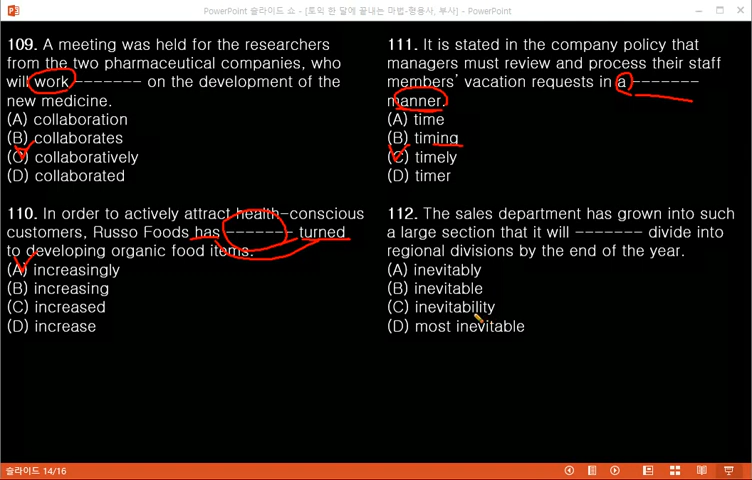 PowerPoint 슬라이드 쇼 - [토익 한 달에 끝내는 마법-형용사, 부사] - PowerPoint
109. A meeting was held for the researchers
from the two pharmaceutical companies, who
will work ------- on the development of the
new medicine.
(A) collaboration
(B) collaborates
(C) collaboratively
(D) collaborated
110. In order to actively attract health-conscious
customers, Russo Foods has ------- turned
to developing organic food items.
(A) increasingly
(B) increasing
(C) increased
(D) increase
111. It is stated in the company policy that
managers must review and process their staff
members' vacation requests in a -------
manner.
(A) time
(B) timing
(C) timely
(D) timer
112. The sales department has grown into such
a large section that it will ------- divide into
regional divisions by the end of the year.
(A) inevitably
(B) inevitable
(C) inevitability
(D) most inevitable
슬라이드 14/16